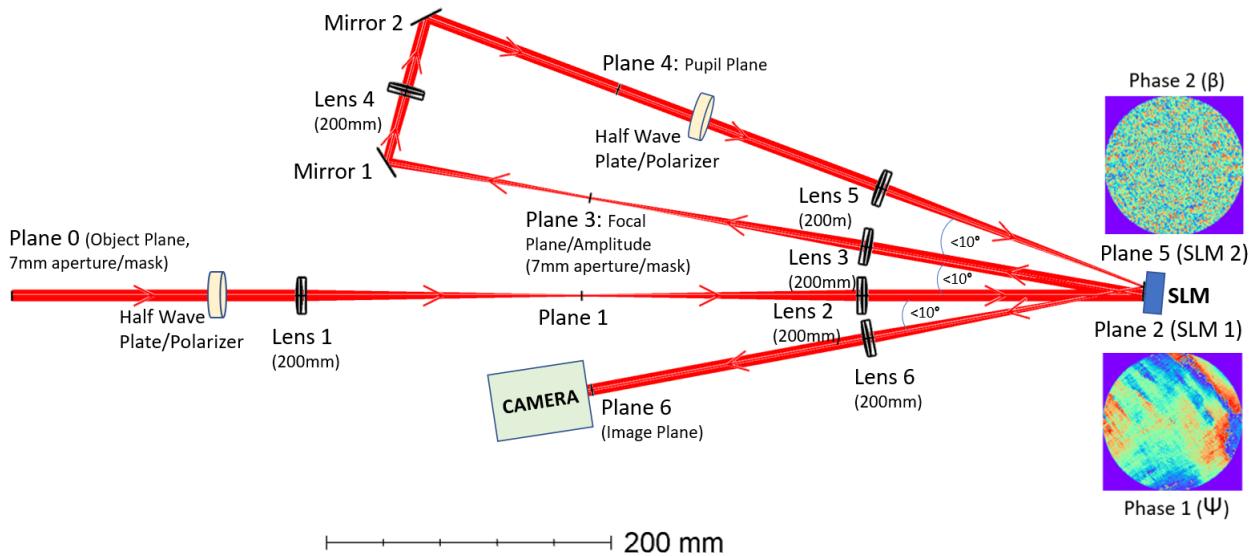 Mirror 2
Plane 4: Pupil Plane
Phase 2 (β)
Lens 4
(200mm)
Half Wave
Plate/Polarizer
Mirror 1
Lens 5
(200m)
Plane 0 (Object Plane,
7mm aperture/mask)
Plane 3: Focal
Plane/Amplitude
(7mm aperture/mask)
<10°
Plane 5 (SLM 2)
Lens 3
(200mm)
<10°
SLM
Half Wave
Plate/Polarizer
Lens 1
(200mm)
Plane 1
Lens 2
(200mm)
<10°
Plane 2 (SLM 1)
CAMERA
Plane 6
(Image Plane)
Lens 6
(200mm)
Phase 1 (Ψ)
200 mm